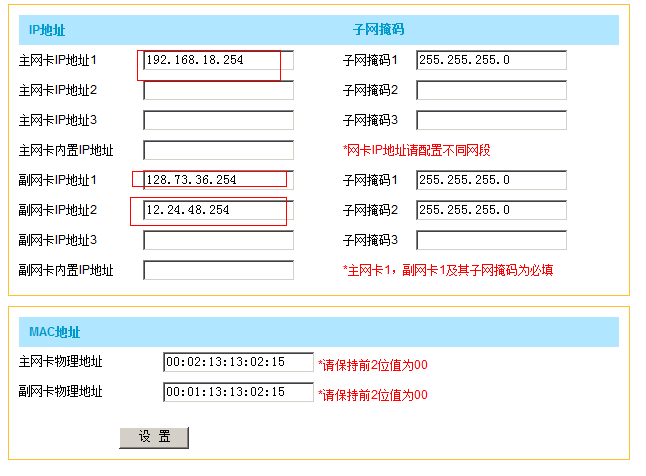 IP地址 子网掩码
主网卡IP地址1 192.168.18.254 子网掩码1 255.255.255.0
主网卡IP地址2 子网掩码2
主网卡IP地址3 子网掩码3
主网卡内置IP地址 *网卡IP地址请配置不同网段
副网卡IP地址1 128.73.36.254 子网掩码1 255.255.255.0
副网卡IP地址2 12.24.48.254 子网掩码2 255.255.255.0
副网卡IP地址3 子网掩码3
副网卡内置IP地址 *主网卡1，副网卡1及其子网掩码为必填
MAC地址
主网卡物理地址 00:02:13:13:02:15 *请保持前2位值为00
副网卡物理地址 00:01:13:13:02:15 *请保持前2位值为00
设 置